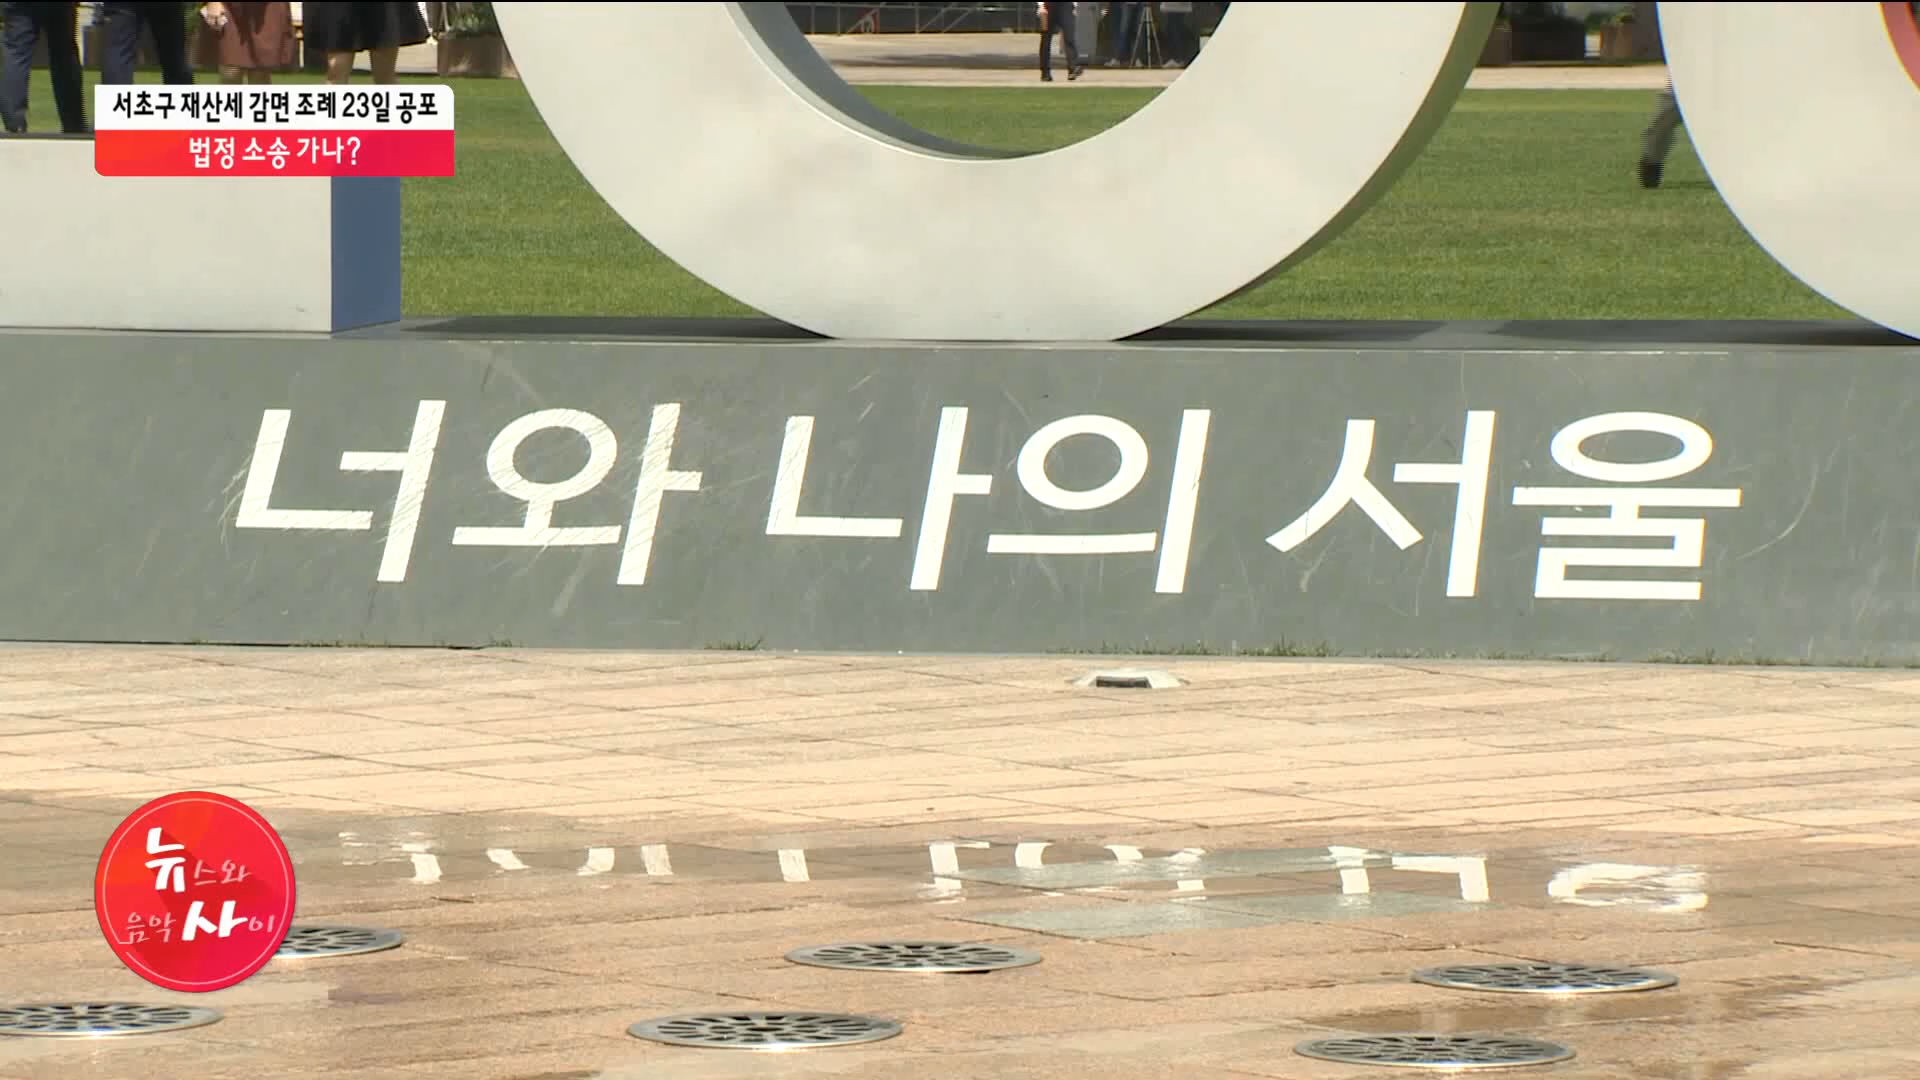 서초구 재산세 감면 조례 23일 공포
법정 소송 가나?
너와 나의 서울
뉴스와
음악 사이